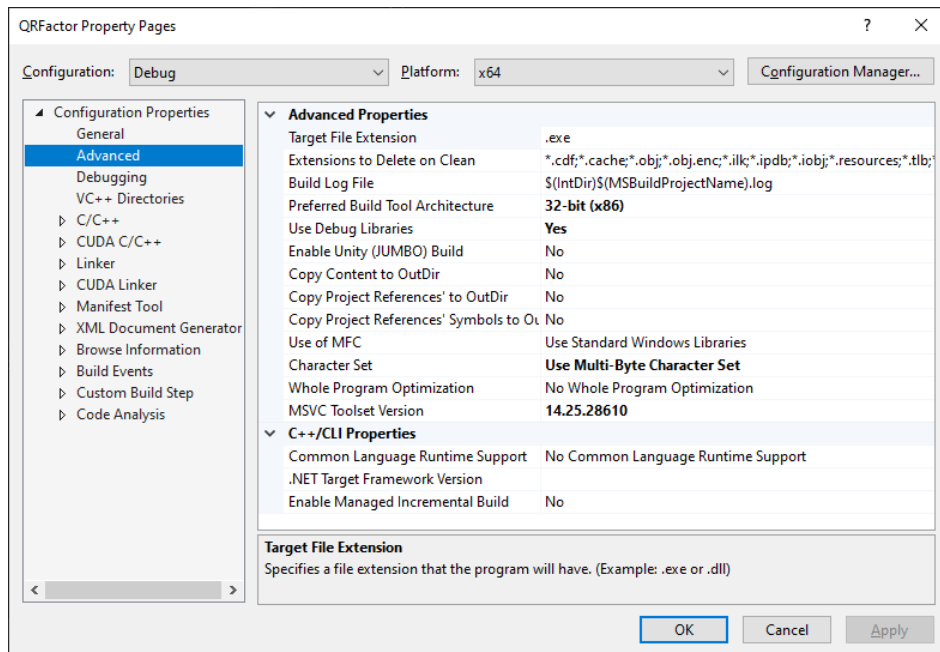 QRFactor Property Pages
Configuration: Debug Platform: x64 Configuration Manager...
Configuration Properties
General
Advanced
Debugging
VC++ Directories
C/C++
CUDA C/C++
Linker
CUDA Linker
Manifest Tool
XML Document Generator
Browse Information
Build Events
Custom Build Step
Code Analysis
Advanced Properties
Target File Extension .exe
Extensions to Delete on Clean *.cdf;*.cache;*.obj;*.obj.enc;*.ilk;*.ipdb;*.iobj;*.resources;*.tlb;*
Build Log File $(IntDir)$(MSBuildProjectName).log
Preferred Build Tool Architecture 32-bit (x86)
Use Debug Libraries Yes
Enable Unity (JUMBO) Build No
Copy Content to OutDir No
Copy Project References' to OutDir No
Copy Project References' Symbols to Ou No
Use of MFC Use Standard Windows Libraries
Character Set Use Multi-Byte Character Set
Whole Program Optimization No Whole Program Optimization
MSVC Toolset Version 14.25.28610
C++/CLI Properties
Common Language Runtime Support No Common Language Runtime Support
.NET Target Framework Version
Enable Managed Incremental Build No
Target File Extension
Specifies a file extension that the program will have. (Example: .exe or .dll)
OK Cancel Apply